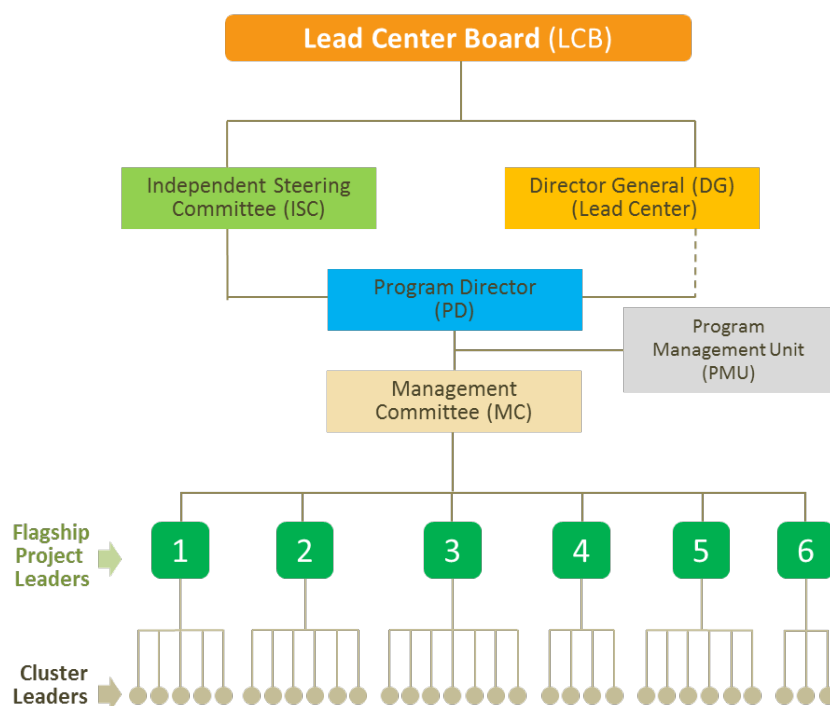 Lead Center Board (LCB)
Independent Steering
Committee (ISC)
Director General (DG)
(Lead Center)
Program Director
(PD)
Program
Management Unit
(PMU)
Management
Committee (MC)
Flagship
Project
Leaders
1
2
3
4
5
6
Cluster
Leaders